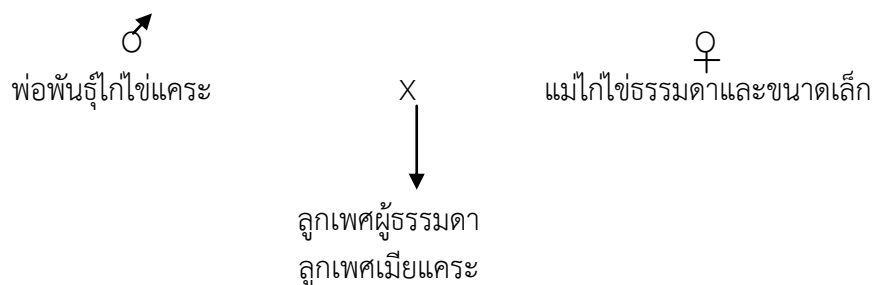 ♂ ♀
พ่อพันธุ์ไก่ไข่แคระ X แม่ไก่ไข่ธรรมดาและขนาดเล็ก
ลูกเพศผู้ธรรมดา
ลูกเพศเมียแคระ